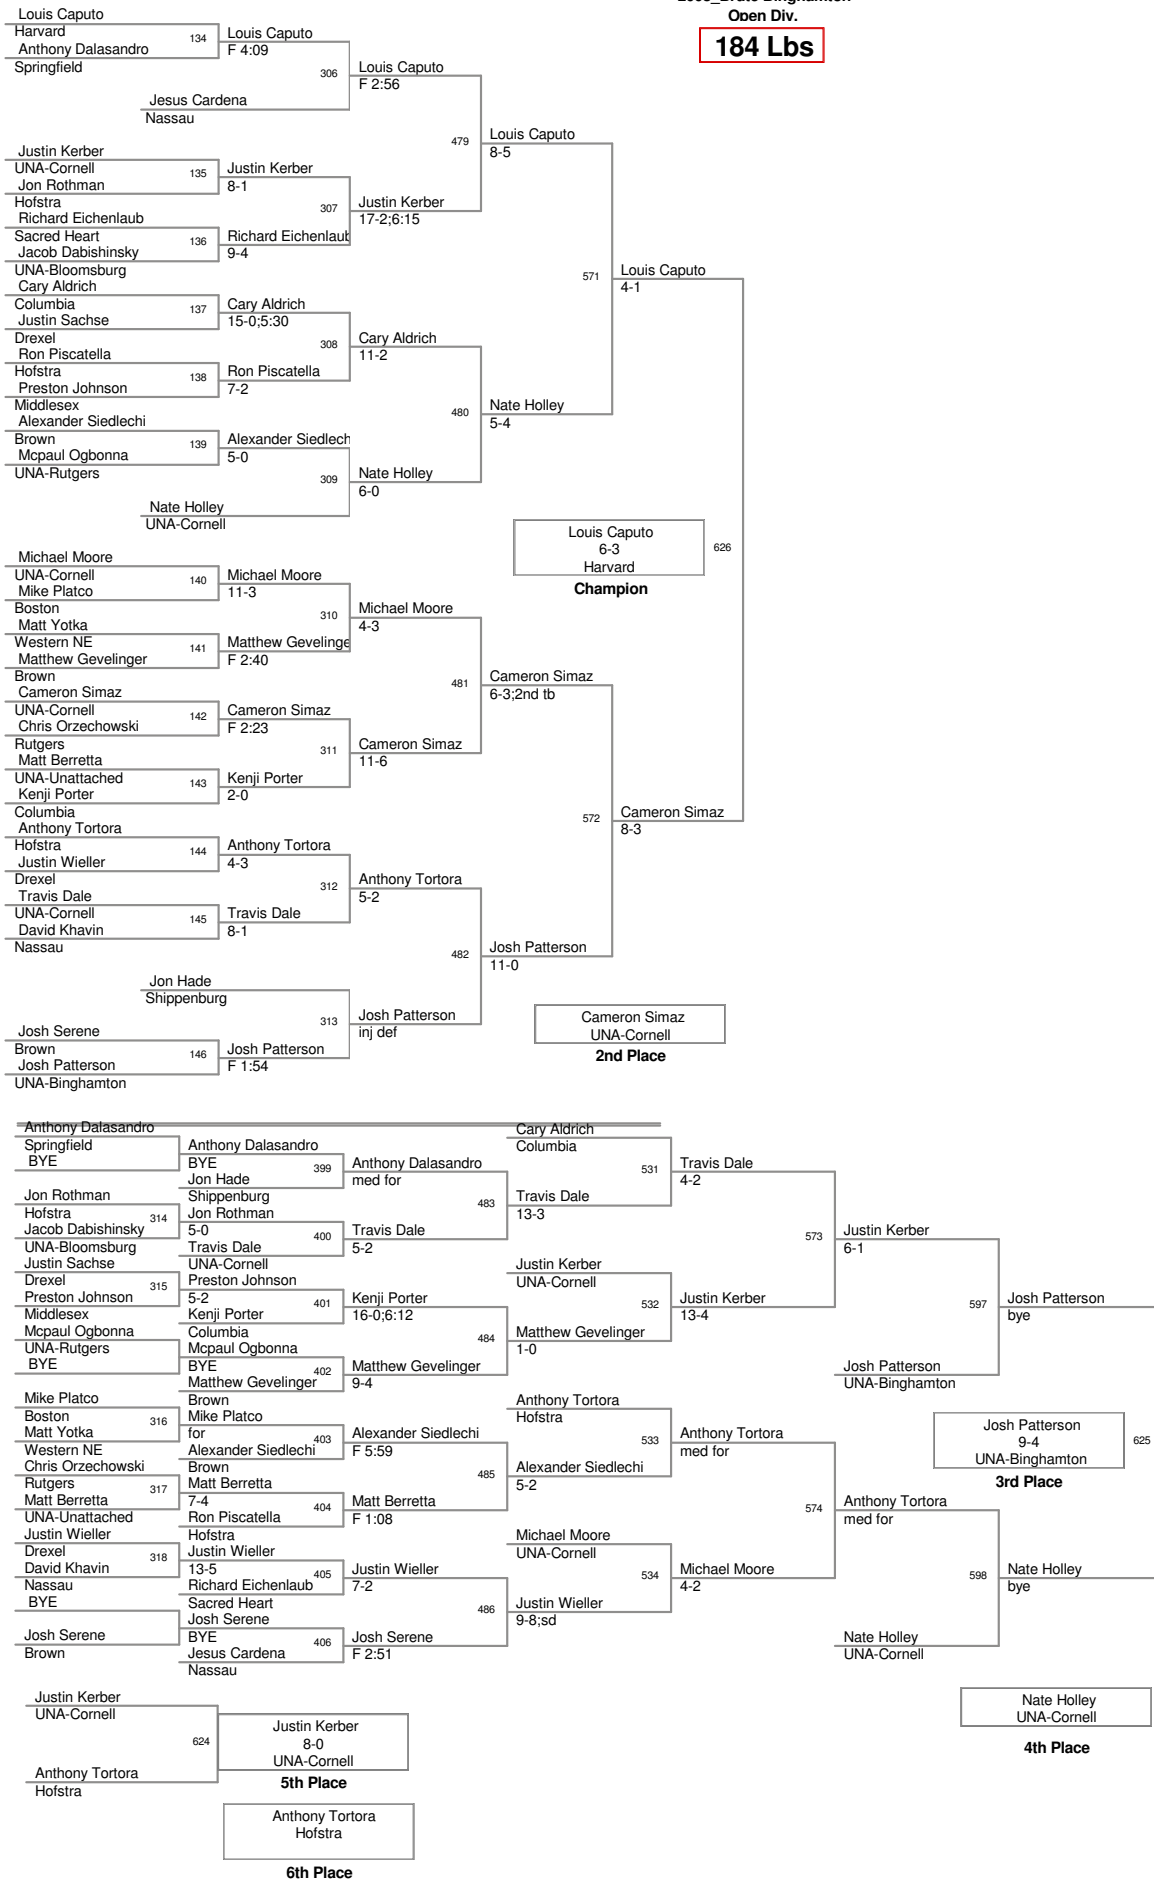 Open Div.
184 Lbs
Louis Caputo
Harvard
134
Anthony Dalasandro
Springfield
Louis Caputo
F 4:09
306
Jesus Cardena
Nassau
Louis Caputo
F 2:56
479
Louis Caputo
8-5
Justin Kerber
UNA-Cornell
135
Jon Rothman
Hofstra
Justin Kerber
8-1
307
Justin Kerber
17-2;6:15
Richard Eichenlaub
Sacred Heart
136
Jacob Dabishinsky
UNA-Bloomsburg
Richard Eichenlaub
9-4
571
Louis Caputo
4-1
Cary Aldrich
Columbia
137
Justin Sachse
Drexel
Cary Aldrich
15-0;5:30
308
Cary Aldrich
11-2
Ron Piscatella
Hofstra
138
Preston Johnson
Middlesex
Ron Piscatella
7-2
480
Nate Holley
5-4
Alexander Siedlechi
Brown
139
Mcpaul Ogbonna
UNA-Rutgers
Alexander Siedlech
5-0
309
Nate Holley
6-0
Nate Holley
UNA-Cornell
Louis Caputo
6-3
Harvard
626
Champion
Michael Moore
UNA-Cornell
140
Mike Platco
Boston
Michael Moore
11-3
310
Michael Moore
4-3
Matt Yotka
Western NE
141
Matthew Gevelinger
Brown
Matthew Gevelinge
F 2:40
481
Cameron Simaz
6-3;2nd tb
Cameron Simaz
UNA-Cornell
142
Chris Orzechowski
Rutgers
Cameron Simaz
F 2:23
311
Cameron Simaz
11-6
Matt Berretta
UNA-Unattached
143
Kenji Porter
Columbia
Kenji Porter
2-0
572
Cameron Simaz
8-3
Anthony Tortora
Hofstra
144
Justin Wieller
Drexel
Anthony Tortora
4-3
312
Anthony Tortora
5-2
Travis Dale
UNA-Cornell
145
David Khavin
Nassau
Travis Dale
8-1
482
Josh Patterson
11-0
Jon Hade
Shippenburg
313
Josh Patterson
inj def
Josh Serene
Brown
146
Josh Patterson
UNA-Binghamton
Josh Patterson
F 1:54
Cameron Simaz
UNA-Cornell
2nd Place
Anthony Dalasandro
Springfield
BYE
Anthony Dalasandro
BYE
399
Jon Hade
Shippenburg
Anthony Dalasandro
med for
483
Cary Aldrich
Columbia
531
Travis Dale
4-2
Travis Dale
13-3
Jon Rothman
Hofstra
314
Jacob Dabishinsky
UNA-Bloomsburg
Jon Rothman
5-0
400
Travis Dale
UNA-Cornell
Travis Dale
5-2
573
Justin Kerber
6-1
Justin Sachse
Drexel
315
Preston Johnson
Middlesex
Preston Johnson
5-2
401
Kenji Porter
Columbia
Kenji Porter
16-0;6:12
484
Justin Kerber
UNA-Cornell
532
Justin Kerber
13-4
Matthew Gevelinger
1-0
597
Josh Patterson
bye
Mcpaul Ogbonna
UNA-Rutgers
BYE
Mcpaul Ogbonna
BYE
402
Matthew Gevelinger
Brown
Matthew Gevelinger
9-4
Josh Patterson
UNA-Binghamton
Mike Platco
Boston
316
Matt Yotka
Western NE
Mike Platco
for
403
Alexander Siedlechi
Brown
Alexander Siedlechi
F 5:59
485
Anthony Tortora
Hofstra
533
Anthony Tortora
med for
Alexander Siedlechi
5-2
Josh Patterson
9-4
UNA-Binghamton
625
3rd Place
Chris Orzechowski
Rutgers
317
Matt Berretta
UNA-Unattached
Matt Berretta
7-4
404
Ron Piscatella
Hofstra
Matt Berretta
F 1:08
574
Anthony Tortora
med for
Justin Wieller
Drexel
318
David Khavin
Nassau
Justin Wieller
13-5
405
Richard Eichenlaub
Sacred Heart
Justin Wieller
7-2
486
Michael Moore
UNA-Cornell
534
Michael Moore
4-2
Justin Wieller
9-8;sd
598
Nate Holley
bye
BYE
Josh Serene
Brown
Josh Serene
BYE
406
Jesus Cardena
Nassau
Josh Serene
F 2:51
Nate Holley
UNA-Cornell
Justin Kerber
UNA-Cornell
624
Anthony Tortora
Hofstra
Justin Kerber
8-0
UNA-Cornell
5th Place
Nate Holley
UNA-Cornell
4th Place
Anthony Tortora
Hofstra
6th Place